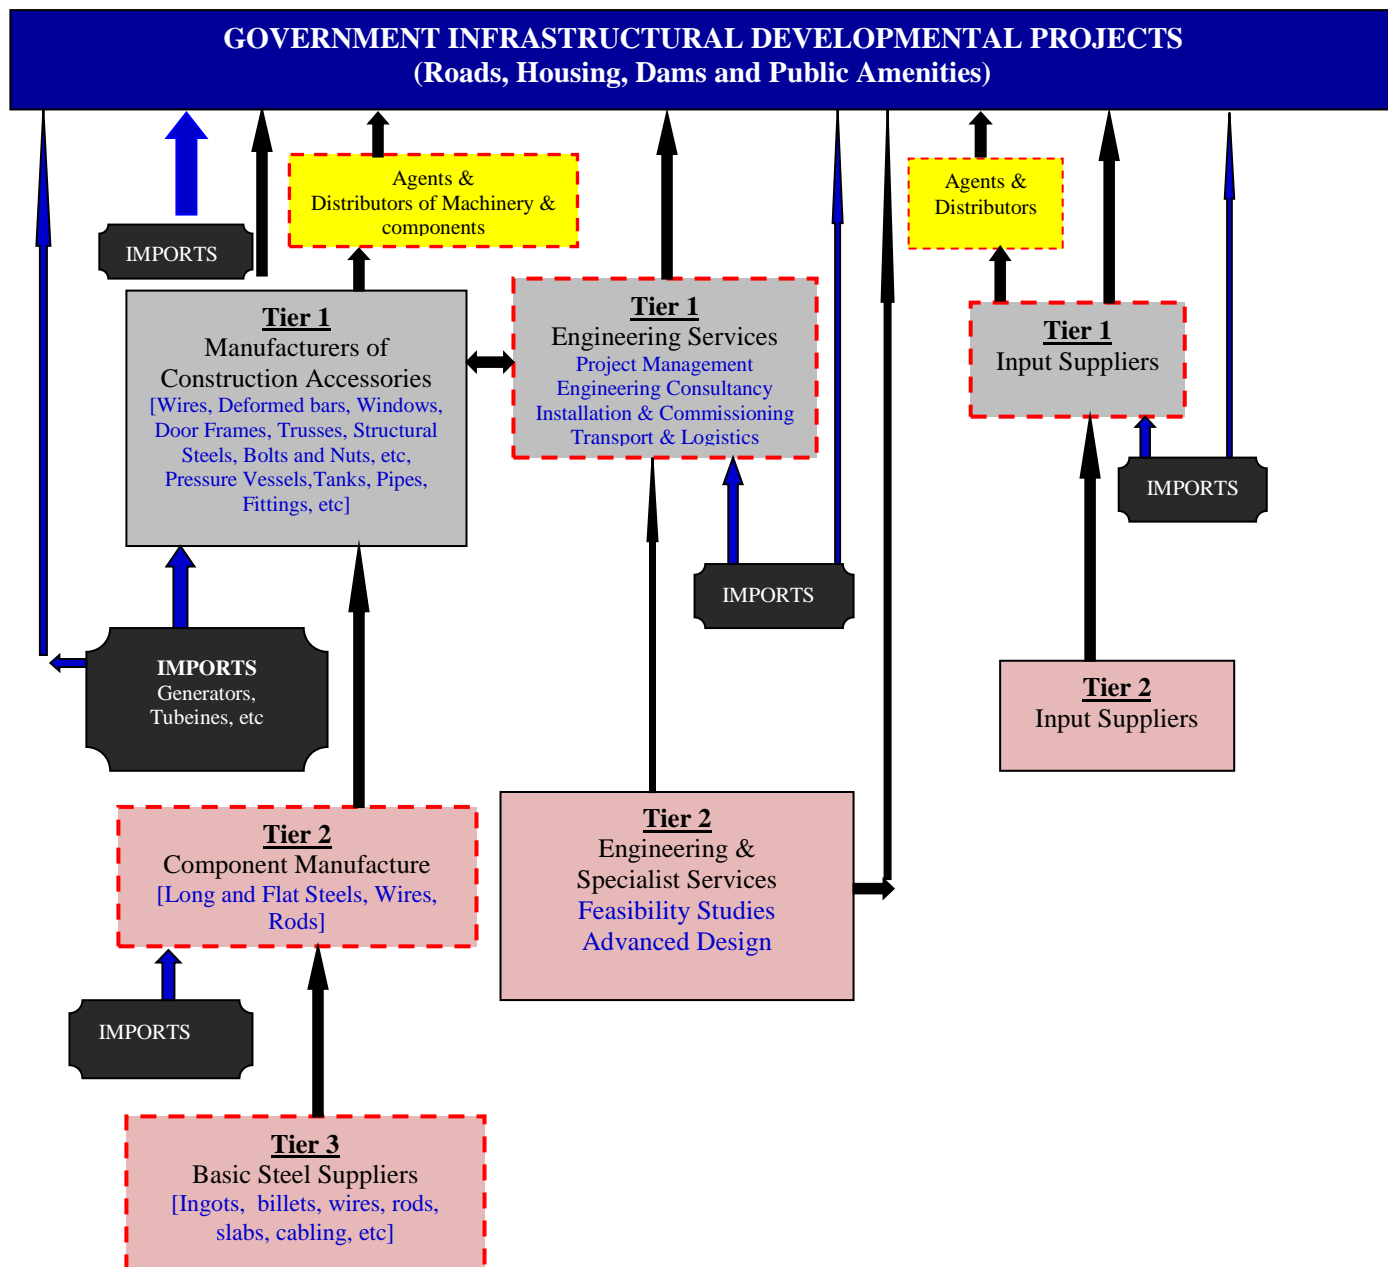 GOVERNMENT INFRASTRUCTURAL DEVELOPMENTAL PROJECTS
(Roads, Housing, Dams and Public Amenities)
Agents &
Distributors of Machinery &
components
Agents &
Distributors
IMPORTS
Tier 1
Manufacturers of
Construction Accessories
[Wires, Deformed bars, Windows,
Door Frames, Trusses, Structural
Steels, Bolts and Nuts, etc,
Pressure Vessels,Tanks, Pipes,
Fittings, etc]
Tier 1
Engineering Services
Project Management
Engineering Consultancy
Installation & Commissioning
Transport & Logistics
Tier 1
Input Suppliers
IMPORTS
IMPORTS
IMPORTS
Generators,
Tubeines, etc
Tier 2
Input Suppliers
Tier 2
Component Manufacture
[Long and Flat Steels, Wires,
Rods]
Tier 2
Engineering &
Specialist Services
Feasibility Studies
Advanced Design
IMPORTS
Tier 3
Basic Steel Suppliers
[Ingots, billets, wires, rods,
slabs, cabling, etc]